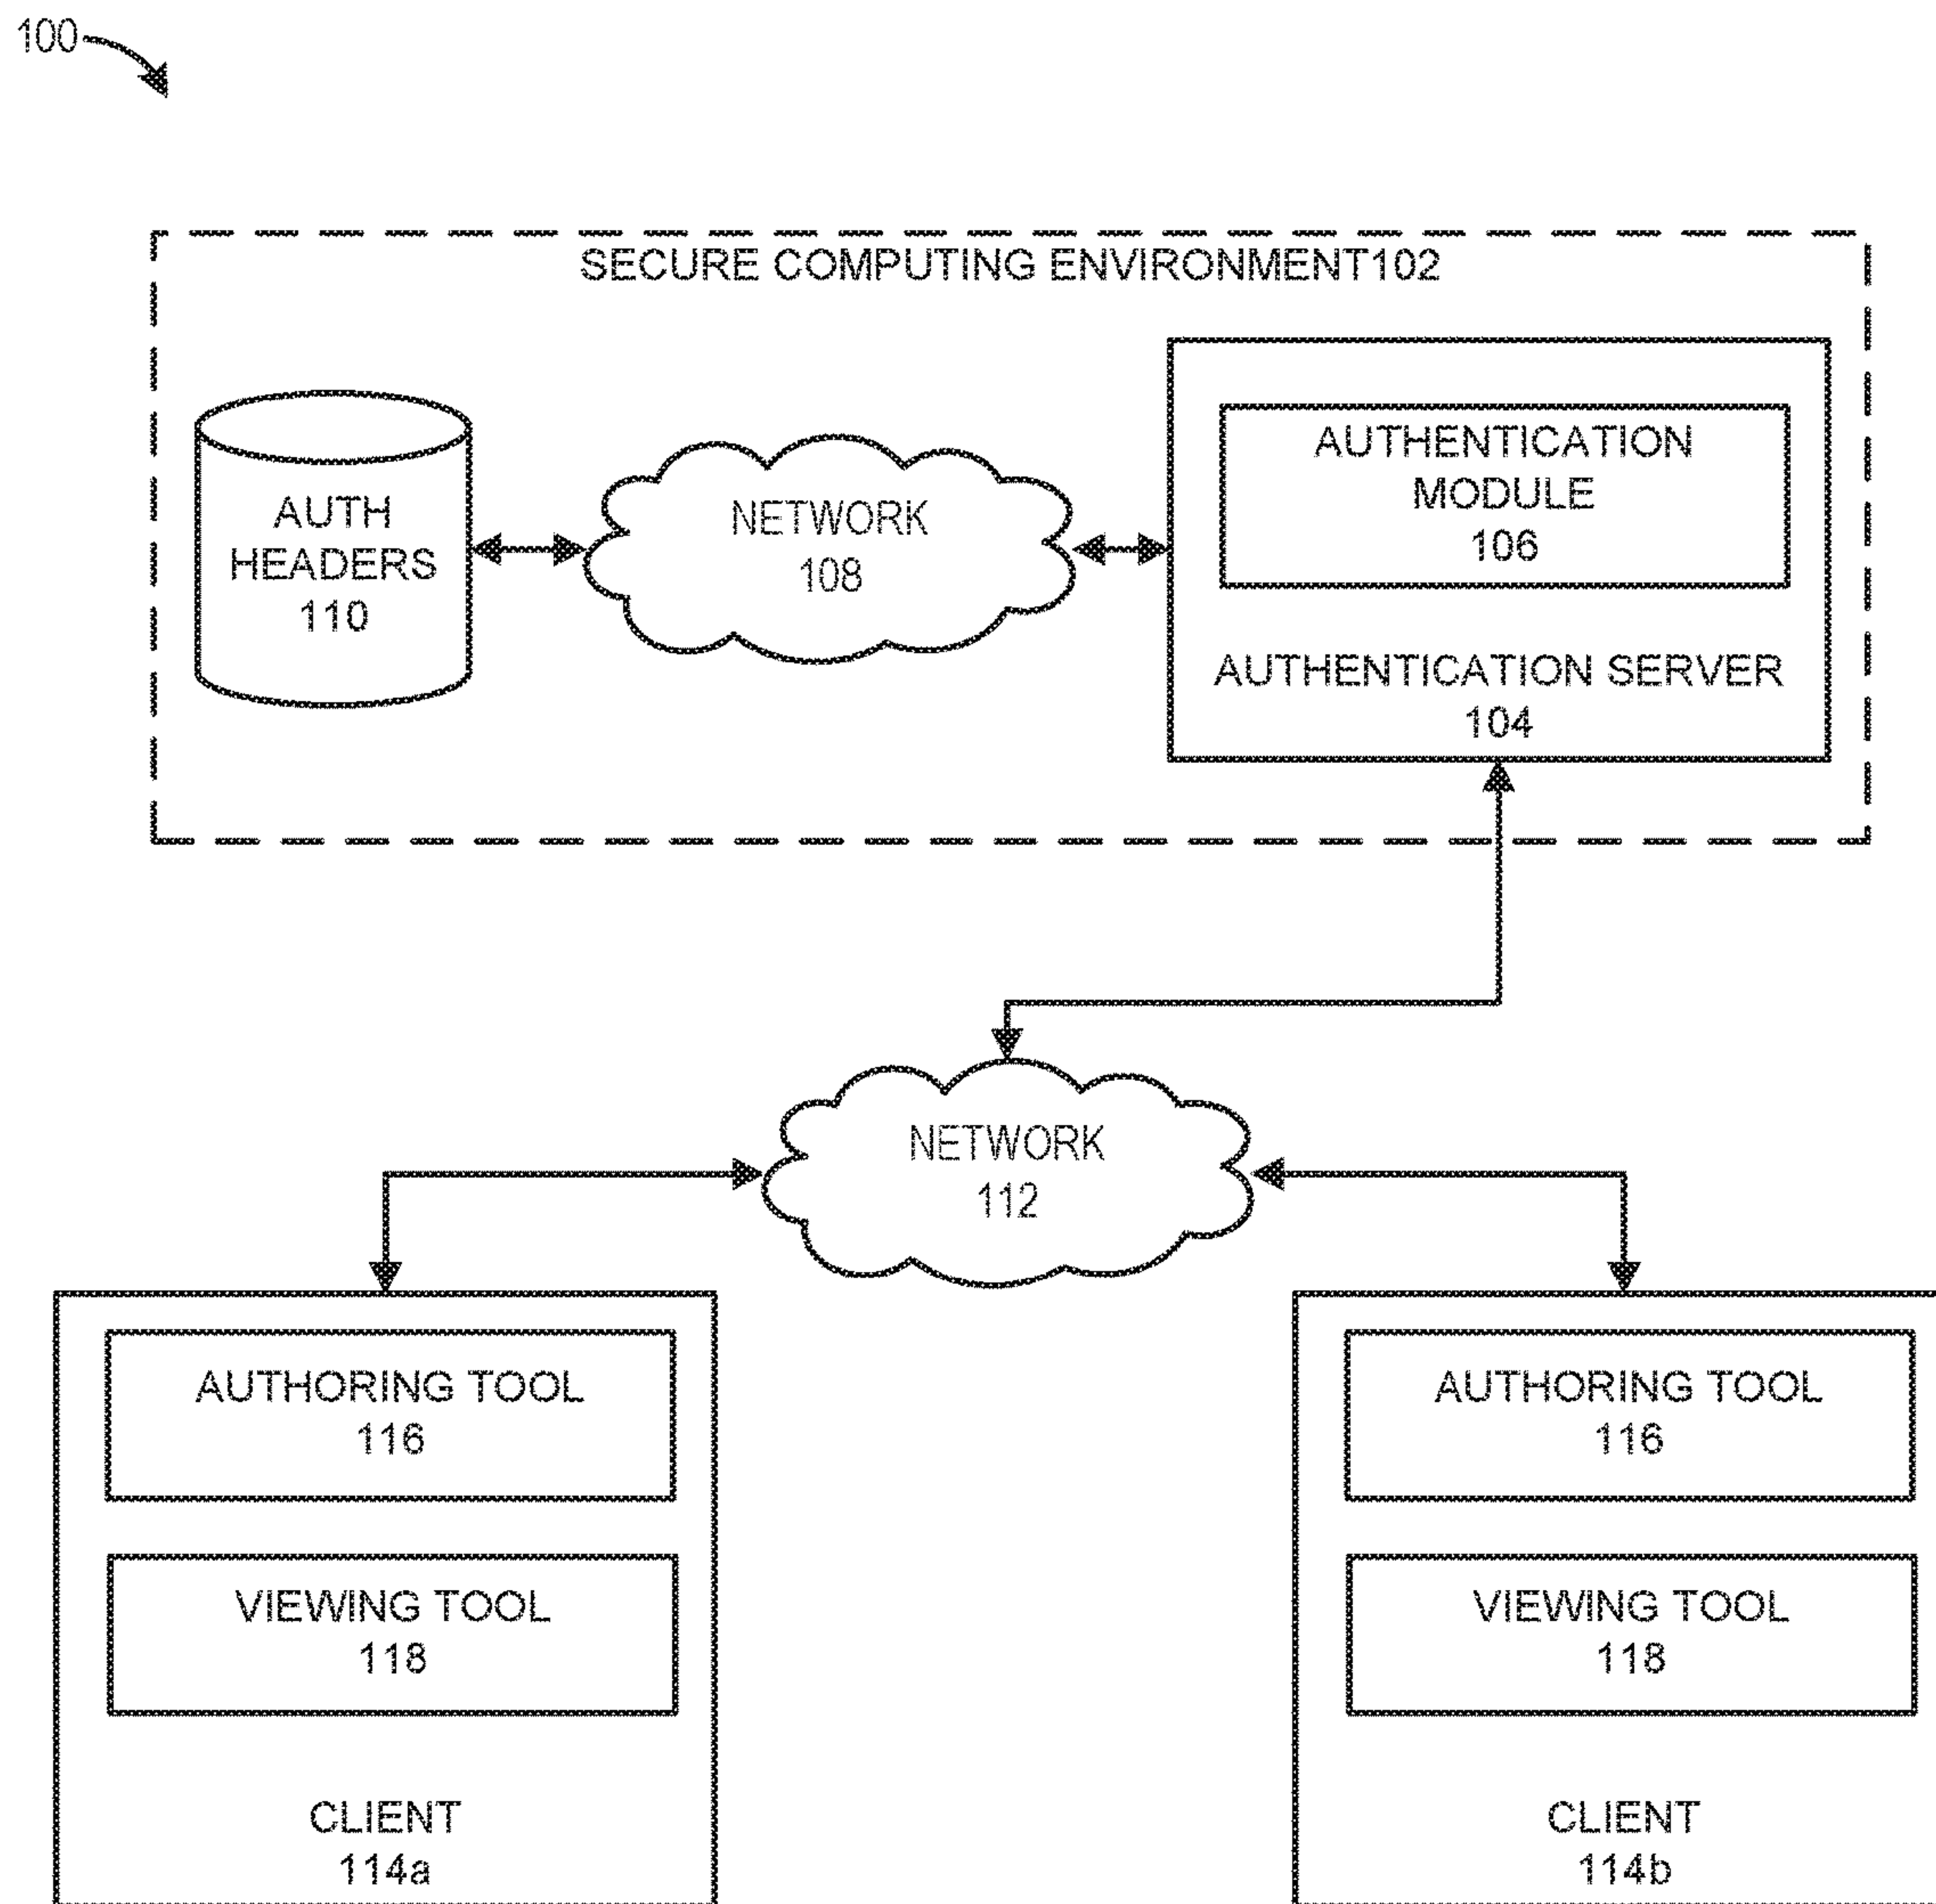 100
SECURE COMPUTING ENVIRONMENT102
AUTH
HEADERS
110
NETWORK
108
AUTHENTICATION
MODULE
106
AUTHENTICATION SERVER
104
NETWORK
112
AUTHORING TOOL
116
VIEWING TOOL
118
CLIENT
114a
AUTHORING TOOL
116
VIEWING TOOL
118
CLIENT
114b